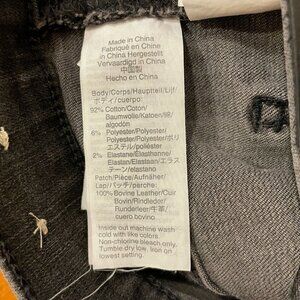 Made in China
Fabriqué en Chine
In China Hergestellt
Vervaardigd in China
中国製
Hecho en China
Body/Corps/Hauptteil/Lijf/
ボディ/cuerpo:
92% Cotton/Coton/
Baumwolle/Katoen/綿/
algodón
6% Polyester/Polyester/
Polyester/Polyester/ポリ
エステル/poliéster
2% Elastane/Élasthanne/
Elasthan/Elastaan/エラス
テーン/elastano
Patch/Pièce/Aufnäher/
Lap/パッチ/parche:
100% Bovine Leather/Cuir
Bovin/Rindleder/
Runderleer/牛革/
cuero bovino
Inside out machine wash
cold with like colors.
Non-chlorine bleach only.
Tumble dry low. Iron on
lowest setting.